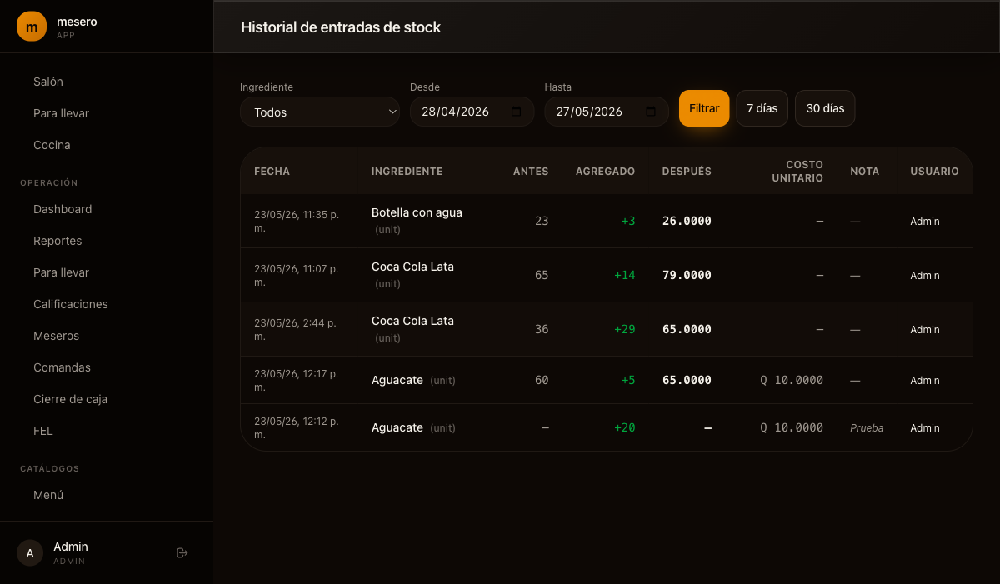 m
mesero
APP
Salón
Para llevar
Cocina
OPERACIÓN
Dashboard
Reportes
Para llevar
Calificaciones
Meseros
Comandas
Cierre de caja
FEL
CATÁLOGOS
Menú
A
Admin
ADMIN
Historial de entradas de stock
Ingrediente Desde Hasta
Todos 28/04/2026 27/05/2026 Filtrar 7 días 30 días
FECHA INGREDIENTE ANTES AGREGADO DESPUÉS COSTO UNITARIO NOTA USUARIO
23/05/26, 11:35 p. m. Botella con agua (unit) 23 +3 26.0000 — — Admin
23/05/26, 11:07 p. m. Coca Cola Lata (unit) 65 +14 79.0000 — — Admin
23/05/26, 2:44 p. m. Coca Cola Lata (unit) 36 +29 65.0000 — — Admin
23/05/26, 12:17 p. m. Aguacate (unit) 60 +5 65.0000 Q 10.0000 — Admin
23/05/26, 12:12 p. m. Aguacate (unit) — +20 — Q 10.0000 Prueba Admin